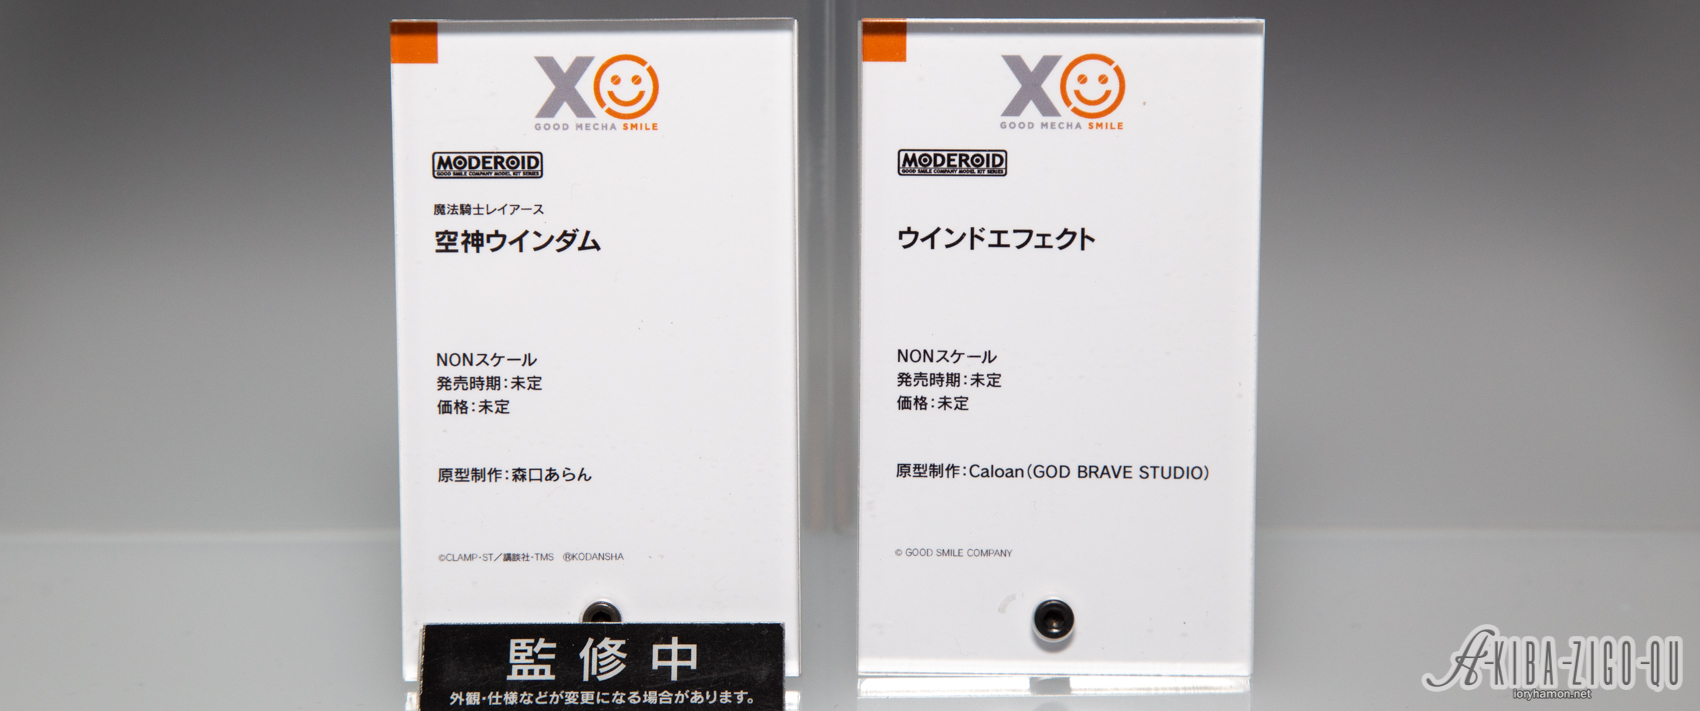 XO
GOOD MECHA SMILE
MODEROID
GOOD SMILE COMPANY MODEL KIT SERIES
魔法騎士レイアース
空神ウインダム
NONスケール
発売時期：未定
価格：未定
原型制作：森口あらん
©CLAMP・ST／講談社・TMS ®KODANSHA
監修中
外観・仕様などが変更になる場合があります。
XO
GOOD MECHA SMILE
MODEROID
GOOD SMILE COMPANY MODEL KIT SERIES
ウインドエフェクト
NONスケール
発売時期：未定
価格：未定
原型制作：Caloan（GOD BRAVE STUDIO）
© GOOD SMILE COMPANY
A-KIBA-ZIGO-QU
ioryhamon.net